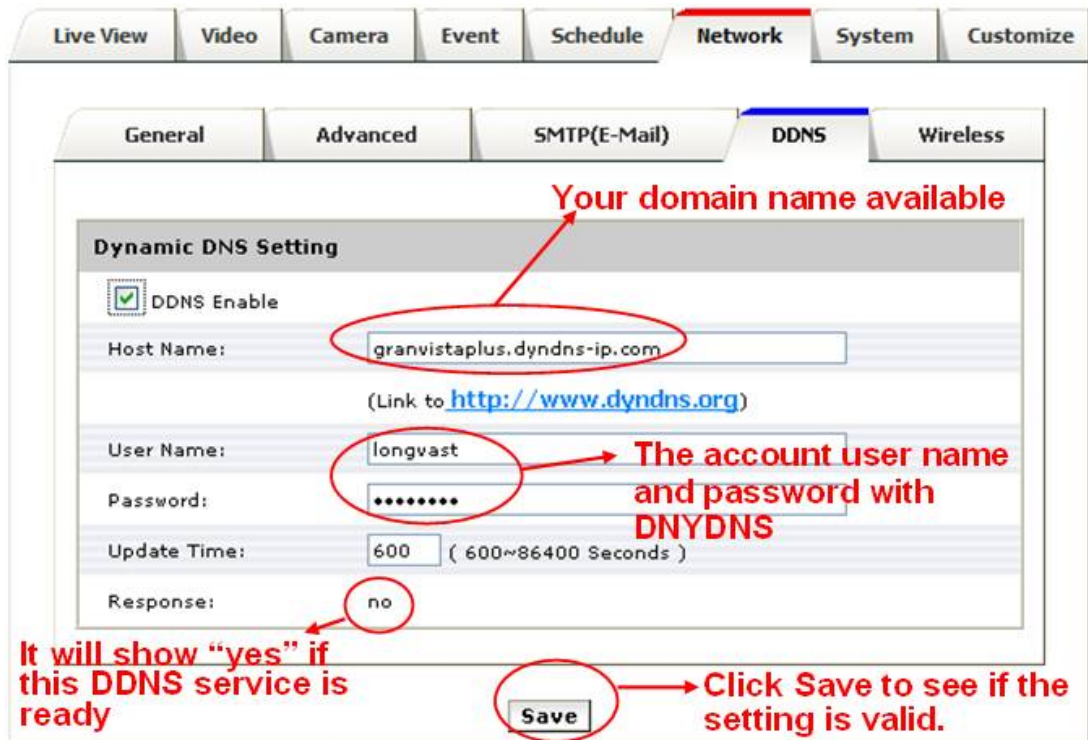 Live View Video Camera Event Schedule Network System Customize
General Advanced SMTP(E-Mail) DDNS Wireless
Your domain name available
Dynamic DNS Setting
DDNS Enable
Host Name: granvistaplus.dyndns-ip.com
(Link to http://www.dyndns.org)
User Name: longvast
Password: ••••••••
The account user name
and password with
DNYDNS
Update Time: 600 ( 600~86400 Seconds )
Response: no
It will show “yes” if
this DDNS service is
ready
Save
Click Save to see if the
setting is valid.